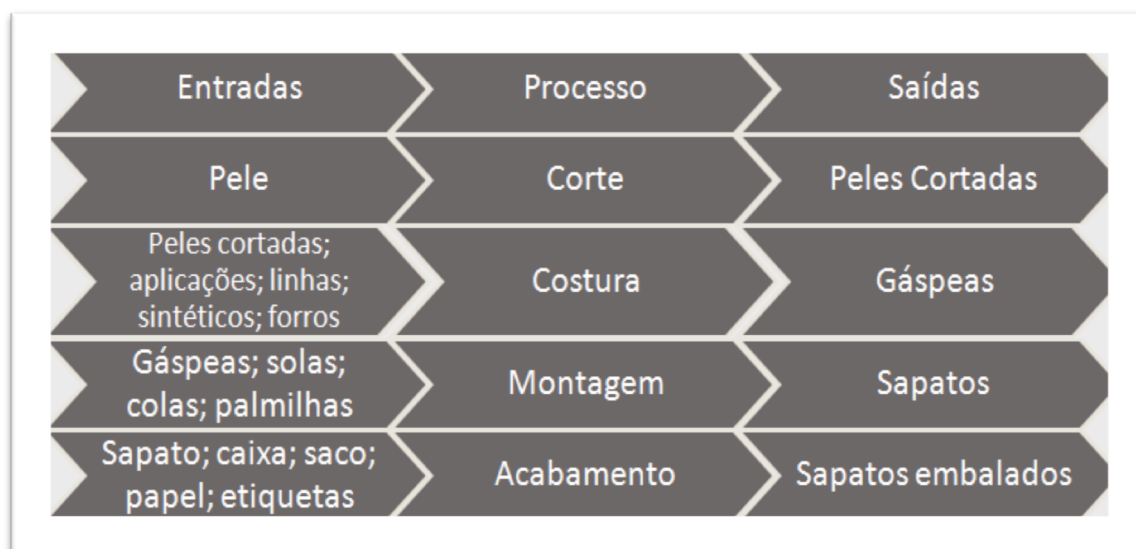 Entradas
Processo
Saídas
Pele
Corte
Peles Cortadas
Peles cortadas;
aplicações; linhas;
sintéticos; forros
Costura
Gáspeas
Gáspeas; solas;
colas; palmilhas
Montagem
Sapatos
Sapato; caixa; saco;
papel; etiquetas
Acabamento
Sapatos embalados